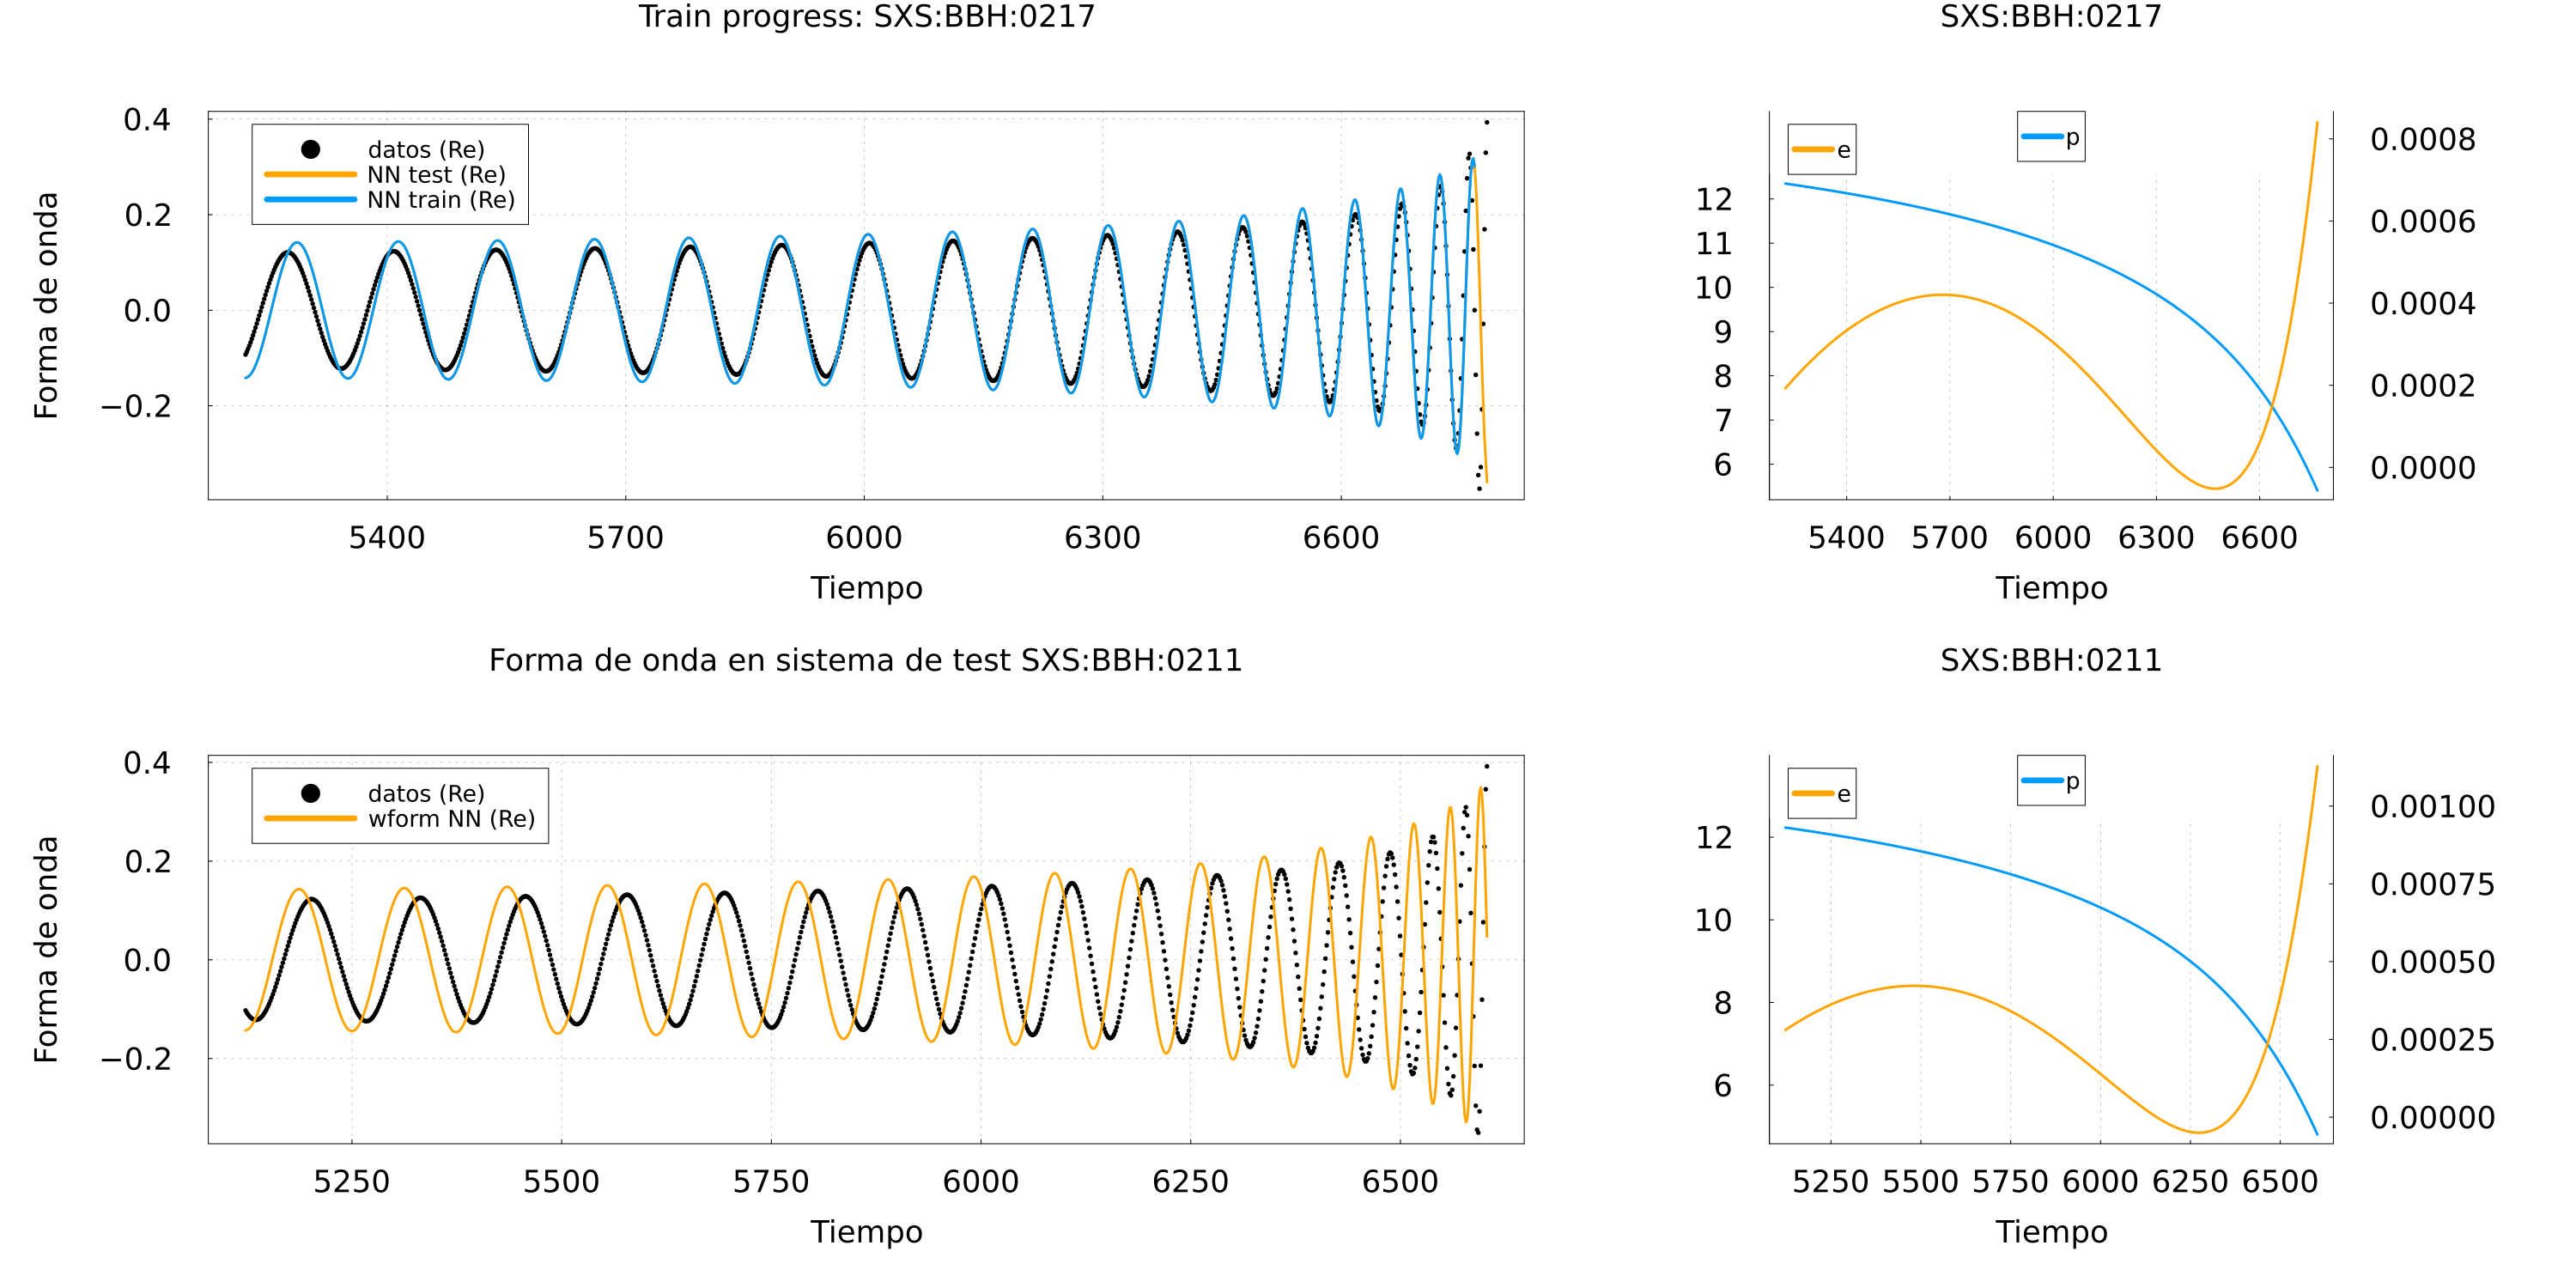 Train progress: SXS:BBH:0217
Forma de onda
0.4
0.2
0.0
−0.2
datos (Re)
NN test (Re)
NN train (Re)
5400 5700 6000 6300 6600
Tiempo
SXS:BBH:0217
e
p
12
11
10
9
8
7
6
0.0008
0.0006
0.0004
0.0002
0.0000
5400 5700 6000 6300 6600
Tiempo
Forma de onda en sistema de test SXS:BBH:0211
Forma de onda
0.4
0.2
0.0
−0.2
datos (Re)
wform NN (Re)
5250 5500 5750 6000 6250 6500
Tiempo
SXS:BBH:0211
e
p
12
10
8
6
0.00100
0.00075
0.00050
0.00025
0.00000
5250 5500 5750 6000 6250 6500
Tiempo